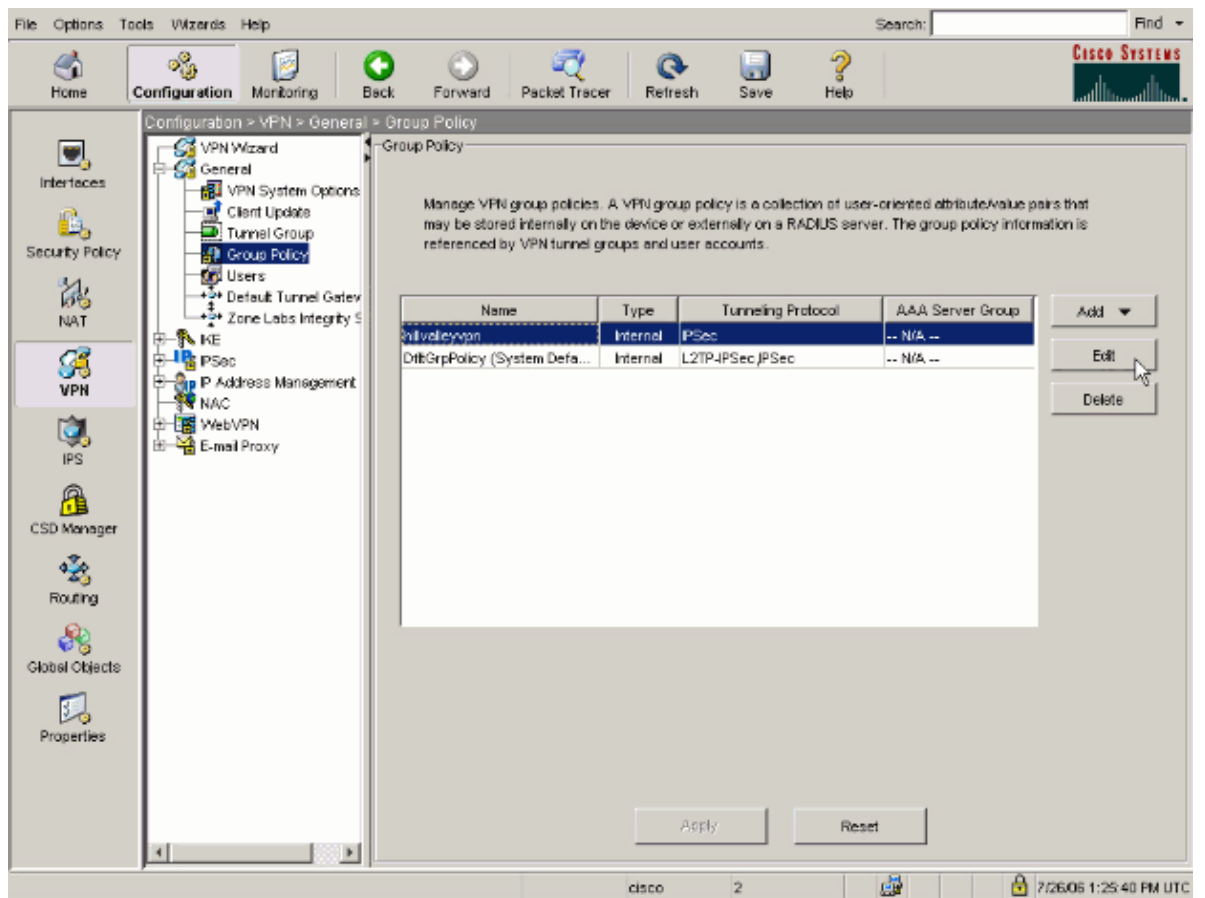 File Options Tools Wizards Help Search: Find
Home Configuration Monitoring Back Forward Packet Tracer Refresh Save Help
CISCO SYSTEMS
Configuration > VPN > General > Group Policy
Interfaces
Security Policy
NAT
VPN
IPS
CSD Manager
Routing
Global Objects
Properties
VPN Wizard
General
VPN System Options
Client Update
Tunnel Group
Group Policy
Users
Default Tunnel Gatew
Zone Labs Integrity S
IKE
IPSec
IP Address Management
NAC
WebVPN
E-mail Proxy
Group Policy
Manage VPN group policies. A VPN group policy is a collection of user-oriented attribute/value pairs that
may be stored internally on the device or externally on a RADIUS server. The group policy information is
referenced by VPN tunnel groups and user accounts.
Name Type Tunneling Protocol AAA Server Group
hillvalleyvpn Internal IPSec -- N/A --
DfltGrpPolicy (System Defa... Internal L2TP-IPSec,IPSec -- N/A --
Add
Edit
Delete
Apply Reset
cisco 2 7/26/06 1:25:40 PM UTC